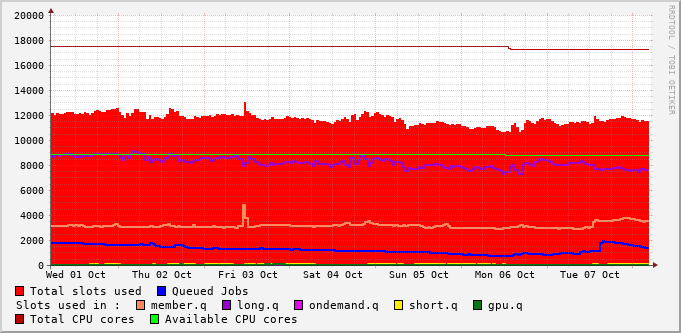 RRDTOOL / TOBI OETIKER
20000
18000
16000
14000
12000
10000
8000
6000
4000
2000
0
Wed 01 Oct Thu 02 Oct Fri 03 Oct Sat 04 Oct Sun 05 Oct Mon 06 Oct Tue 07 Oct
Total slots used Queued Jobs
Slots used in : member.q long.q ondemand.q short.q gpu.q
Total CPU cores Available CPU cores